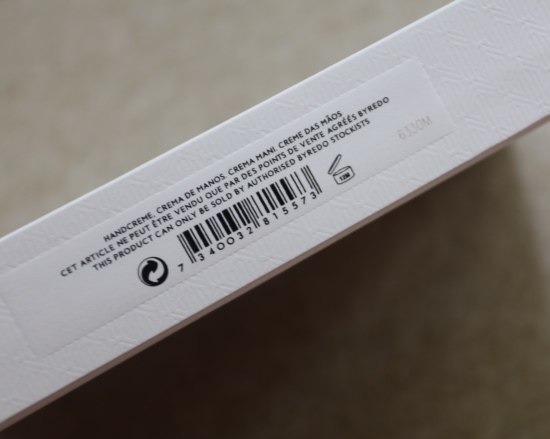 HANDCREME. CREMA DE MANOS. CREMA MANI. CREME DAS MÃOS
CET ARTICLE NE PEUT ÊTRE VENDU QUE PAR DES POINTS DE VENTE AGRÉÉS BYREDO
THIS PRODUCT CAN ONLY BE SOLD BY AUTHORISED BYREDO STOCKISTS
7 340032 815573
12M
6330M